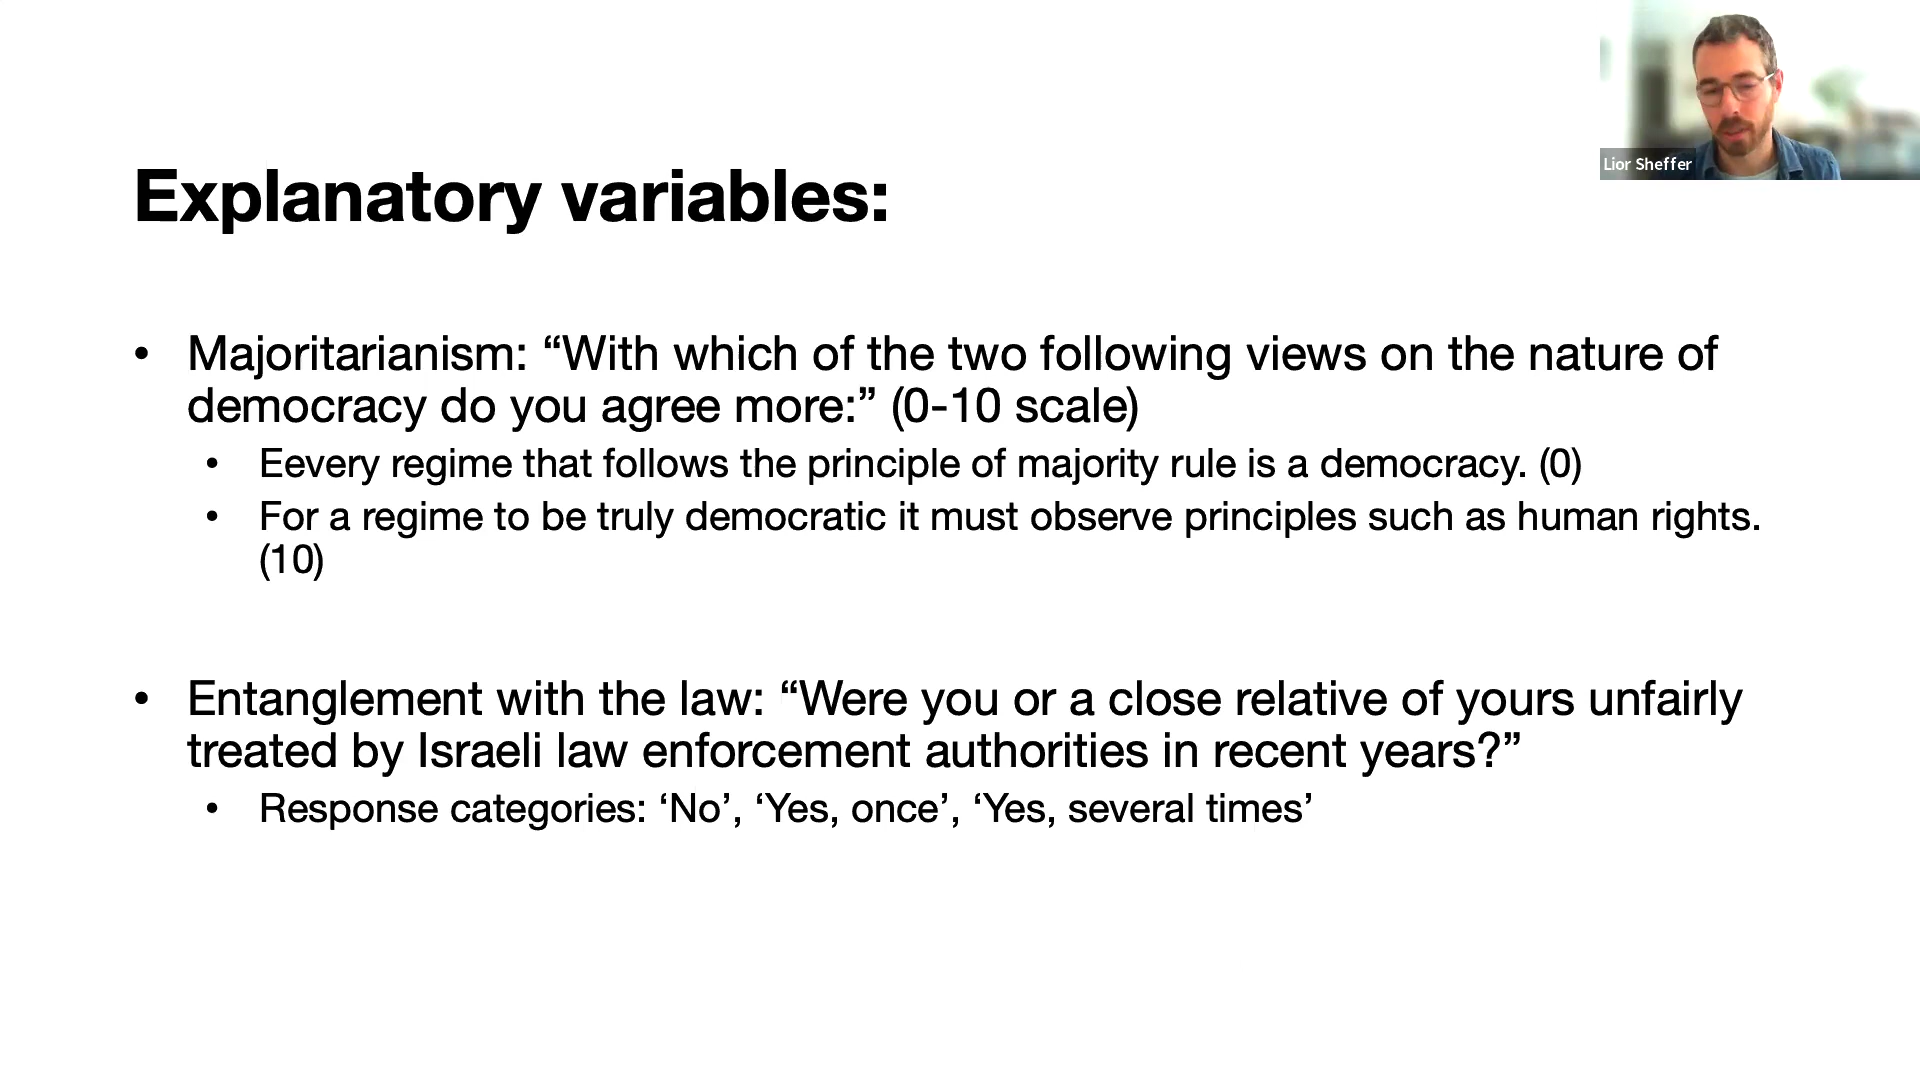 Lior Sheffer
Explanatory variables:
• Majoritarianism: “With which of the two following views on the nature of
democracy do you agree more:” (0-10 scale)
• Eevery regime that follows the principle of majority rule is a democracy. (0)
• For a regime to be truly democratic it must observe principles such as human rights.
(10)
• Entanglement with the law: “Were you or a close relative of yours unfairly
treated by Israeli law enforcement authorities in recent years?”
• Response categories: ‘No’, ‘Yes, once’, ‘Yes, several times’